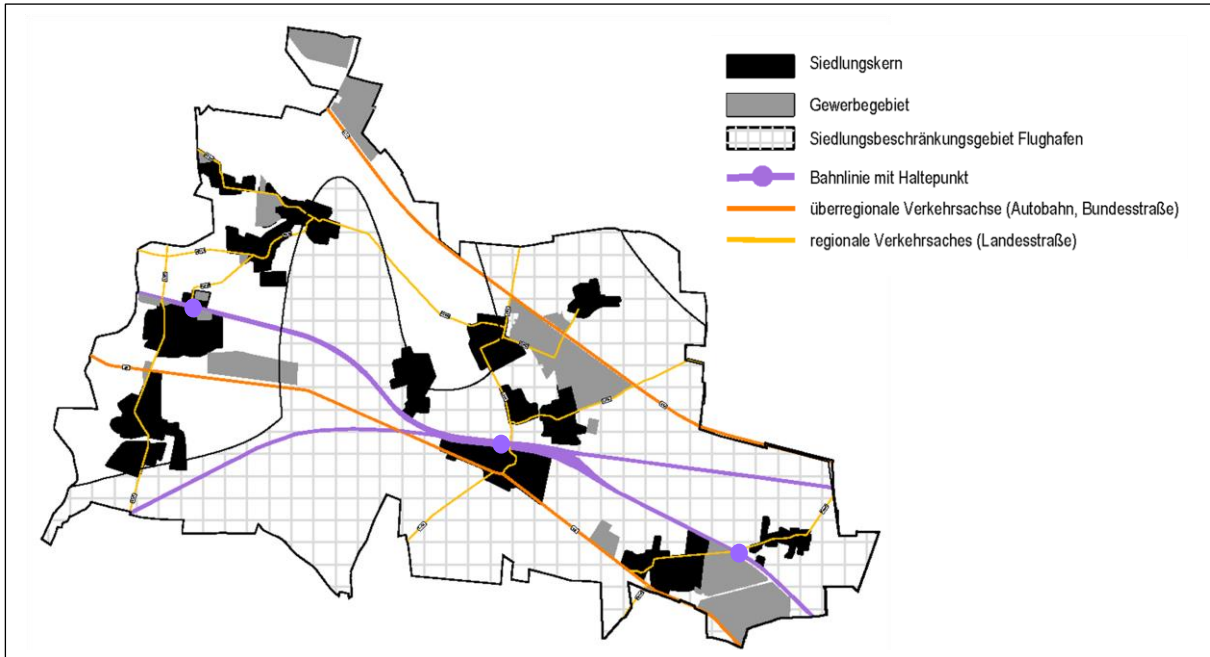 Siedlungskern
Gewerbegebiet
Siedlungsbeschränkungsgebiet Flughafen
Bahnlinie mit Haltepunkt
überregionale Verkehrsachse (Autobahn, Bundesstraße)
regionale Verkehrsaches (Landesstraße)